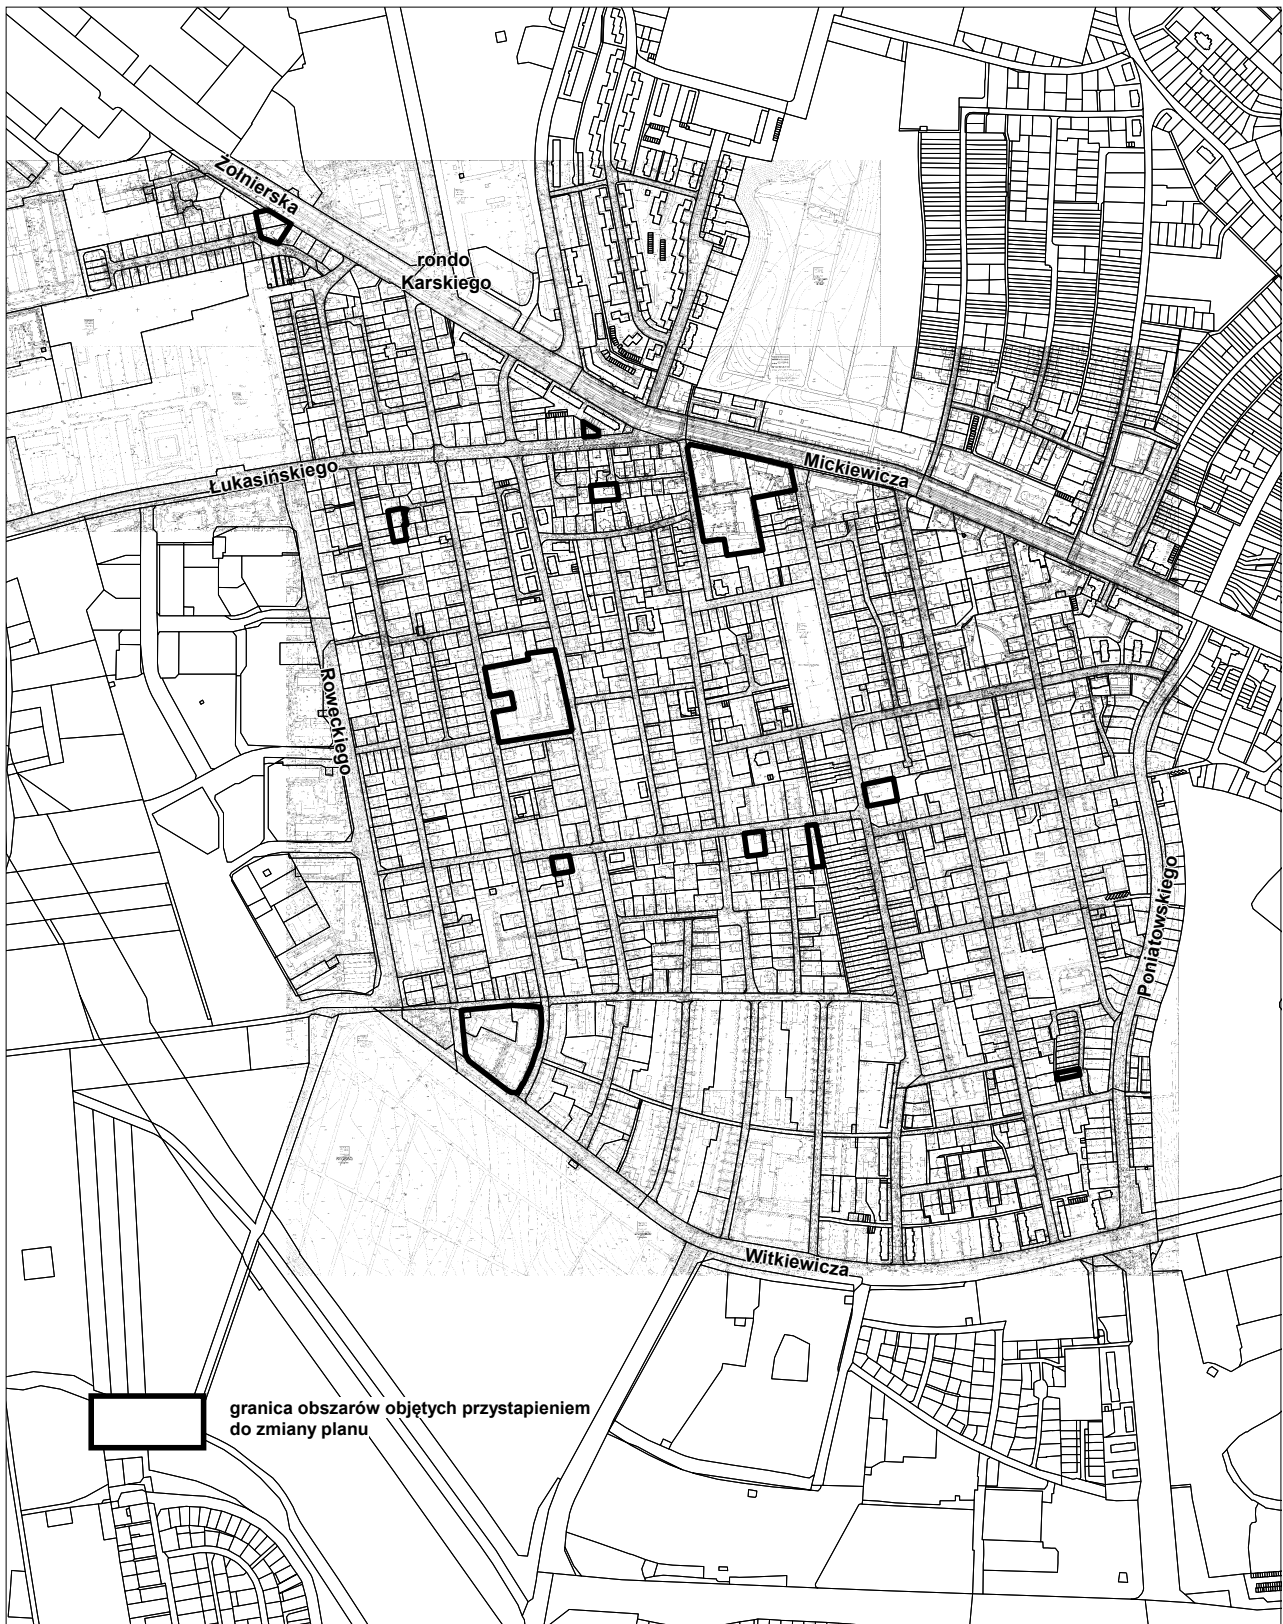 Żołnierska
rondo
Karskiego
Łukasińskiego
Mickiewicza
Roweckiego
Poniatowskiego
Witkiewicza
granica obszarów objętych przystapieniem
do zmiany planu